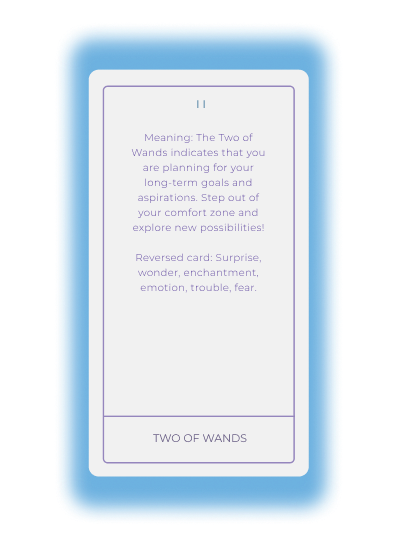 II
Meaning: The Two of
Wands indicates that you
are planning for your
long-term goals and
aspirations. Step out of
your comfort zone and
explore new possibilities!
Reversed card: Surprise,
wonder, enchantment,
emotion, trouble, fear.
TWO OF WANDS